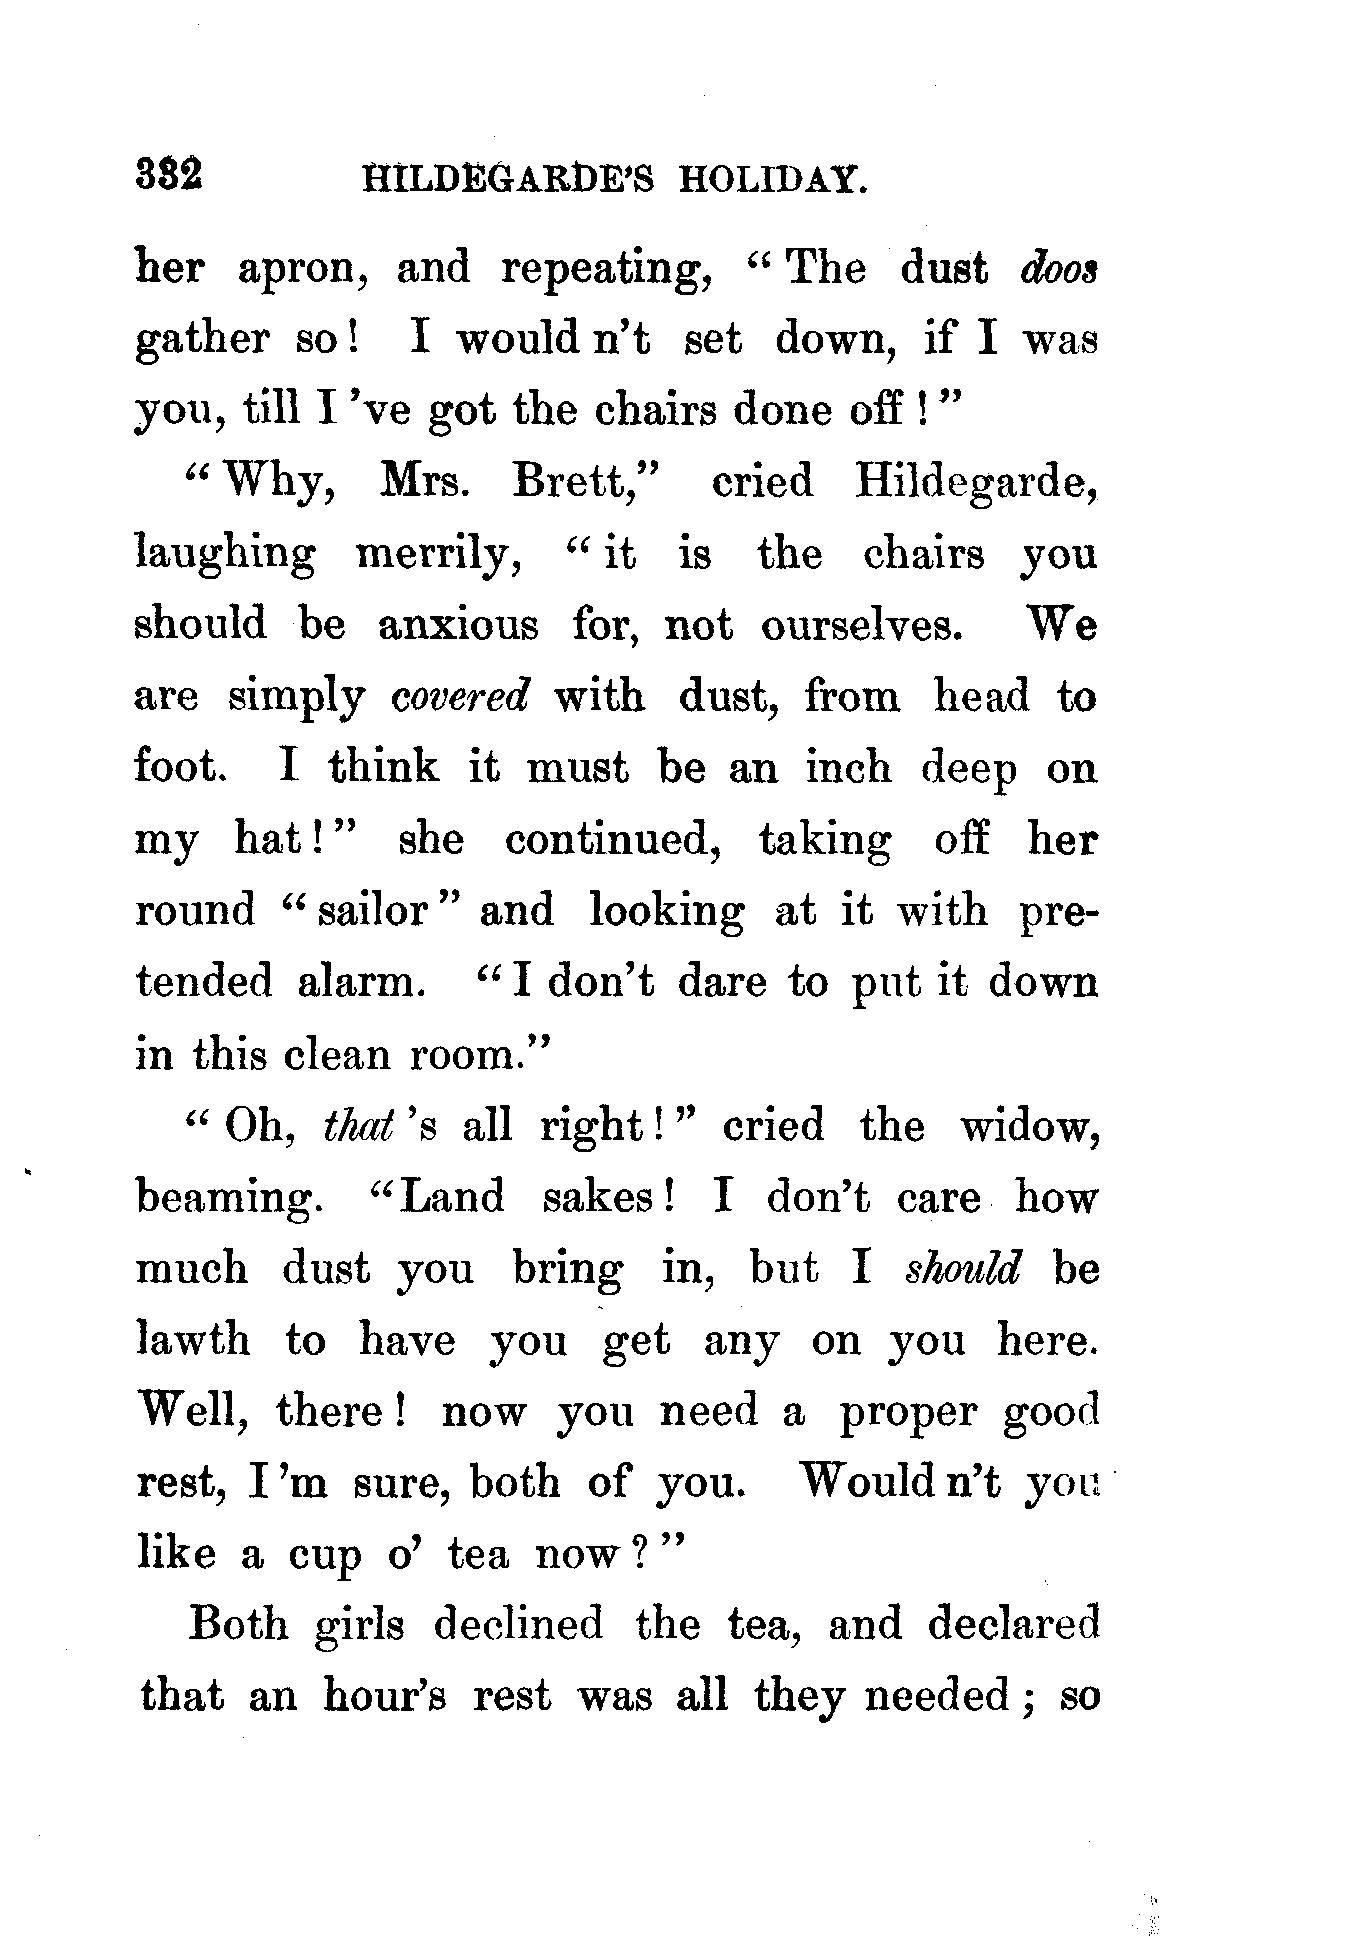 332 HILDEGARDE'S HOLIDAY.
her apron, and repeating, "The dust doos
gather so! I would n't set down, if I was
you, till I 've got the chairs done off!"
"Why, Mrs. Brett," cried Hildegarde,
laughing merrily, "it is the chairs you
should be anxious for, not ourselves. We
are simply covered with dust, from head to
foot. I think it must be an inch deep on
my hat!" she continued, taking off her
round "sailor" and looking at it with pre-
tended alarm. "I don't dare to put it down
in this clean room."
"Oh, that 's all right!" cried the widow,
beaming. "Land sakes! I don't care how
much dust you bring in, but I should be
lawth to have you get any on you here.
Well, there! now you need a proper good
rest, I 'm sure, both of you. Would n't you
like a cup o' tea now?"
Both girls declined the tea, and declared
that an hour's rest was all they needed; so